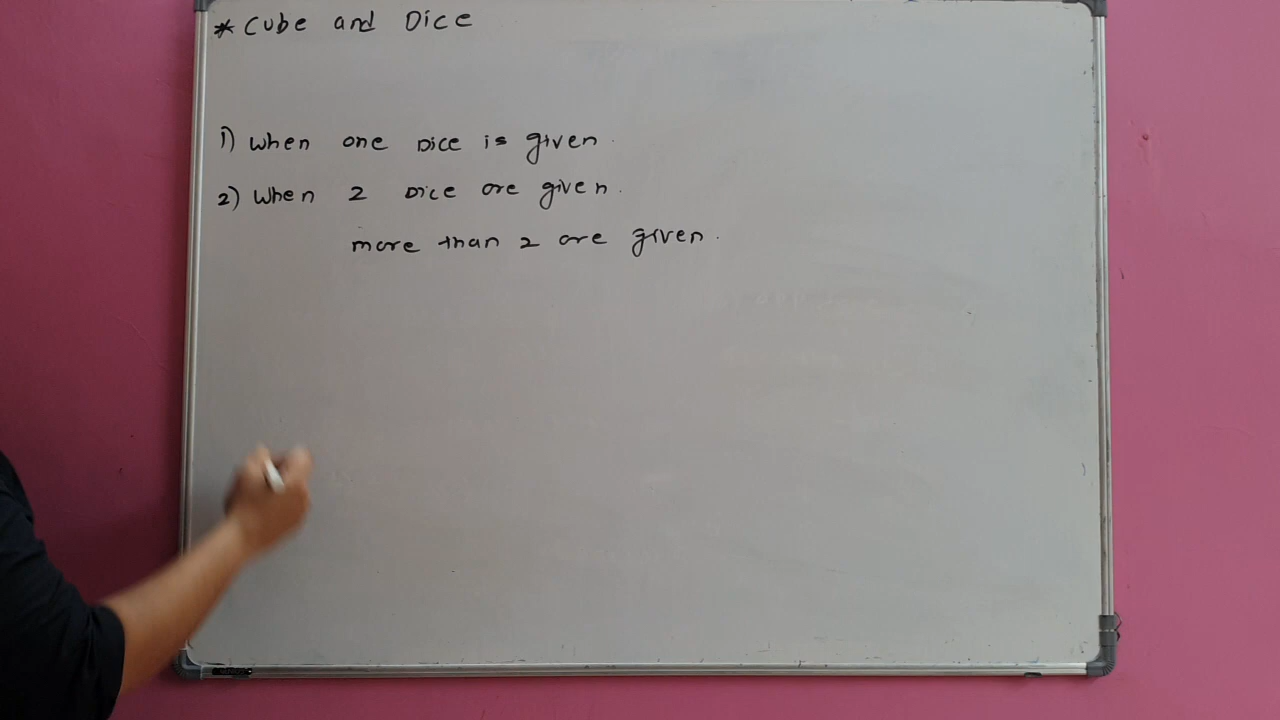 * Cube and Dice
1) When one Dice is given.
2) When 2 Dice are given.
more than 2 are given.